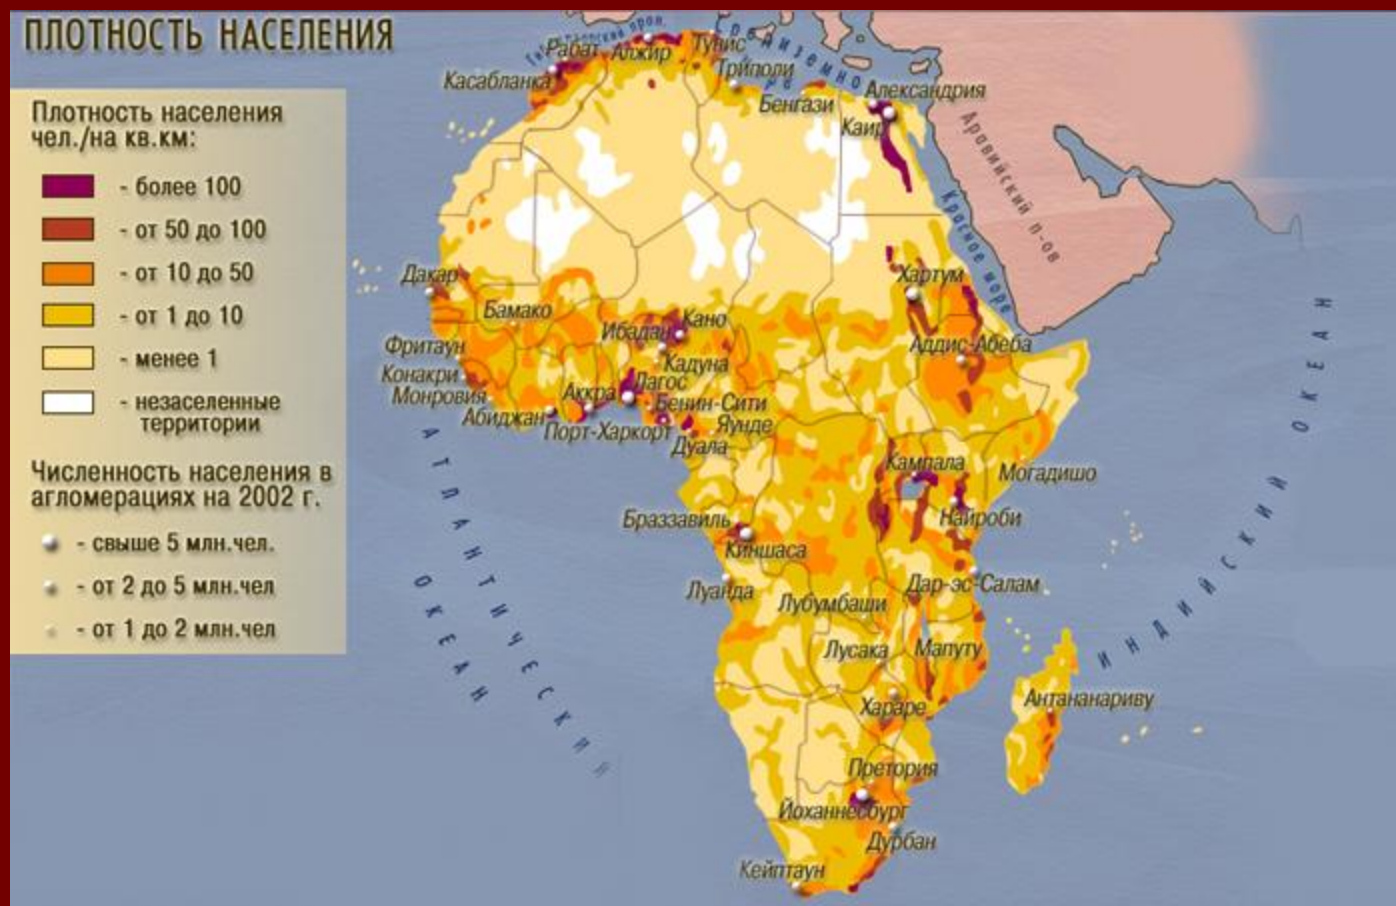 ПЛОТНОСТЬ НАСЕЛЕНИЯ
Плотность населения
чел./на кв.км:
- более 100
- от 50 до 100
- от 10 до 50
- от 1 до 10
- менее 1
- незаселенные
территории
Численность населения в
агломерациях на 2002 г.
- свыше 5 млн.чел.
- от 2 до 5 млн.чел
- от 1 до 2 млн.чел
Рабат
Алжир
Тунис
Касабланка
Триполи
Бенгази
Александрия
Каир
Аравийский п-ов
Красное море
Дакар
Хартум
Бамако
Кано
Ибадан
Аддис-Абеба
Фритаун
Кадуна
Конакри
Лагос
Монровия
Аккра
Бенин-Сити
Абиджан
Яунде
Порт-Харкорт
Дуала
Кампала
Могадишо
Браззавиль
Найроби
Киншаса
Луанда
Дар-эс-Салам
Лубумбаши
Лусака
Мапуту
Антананариву
Хараре
Претория
Йоханнесбург
Дурбан
Кейптаун
АТЛАНТИЧЕСКИЙ
ОКЕАН
ИНДИЙСКИЙ ОКЕАН